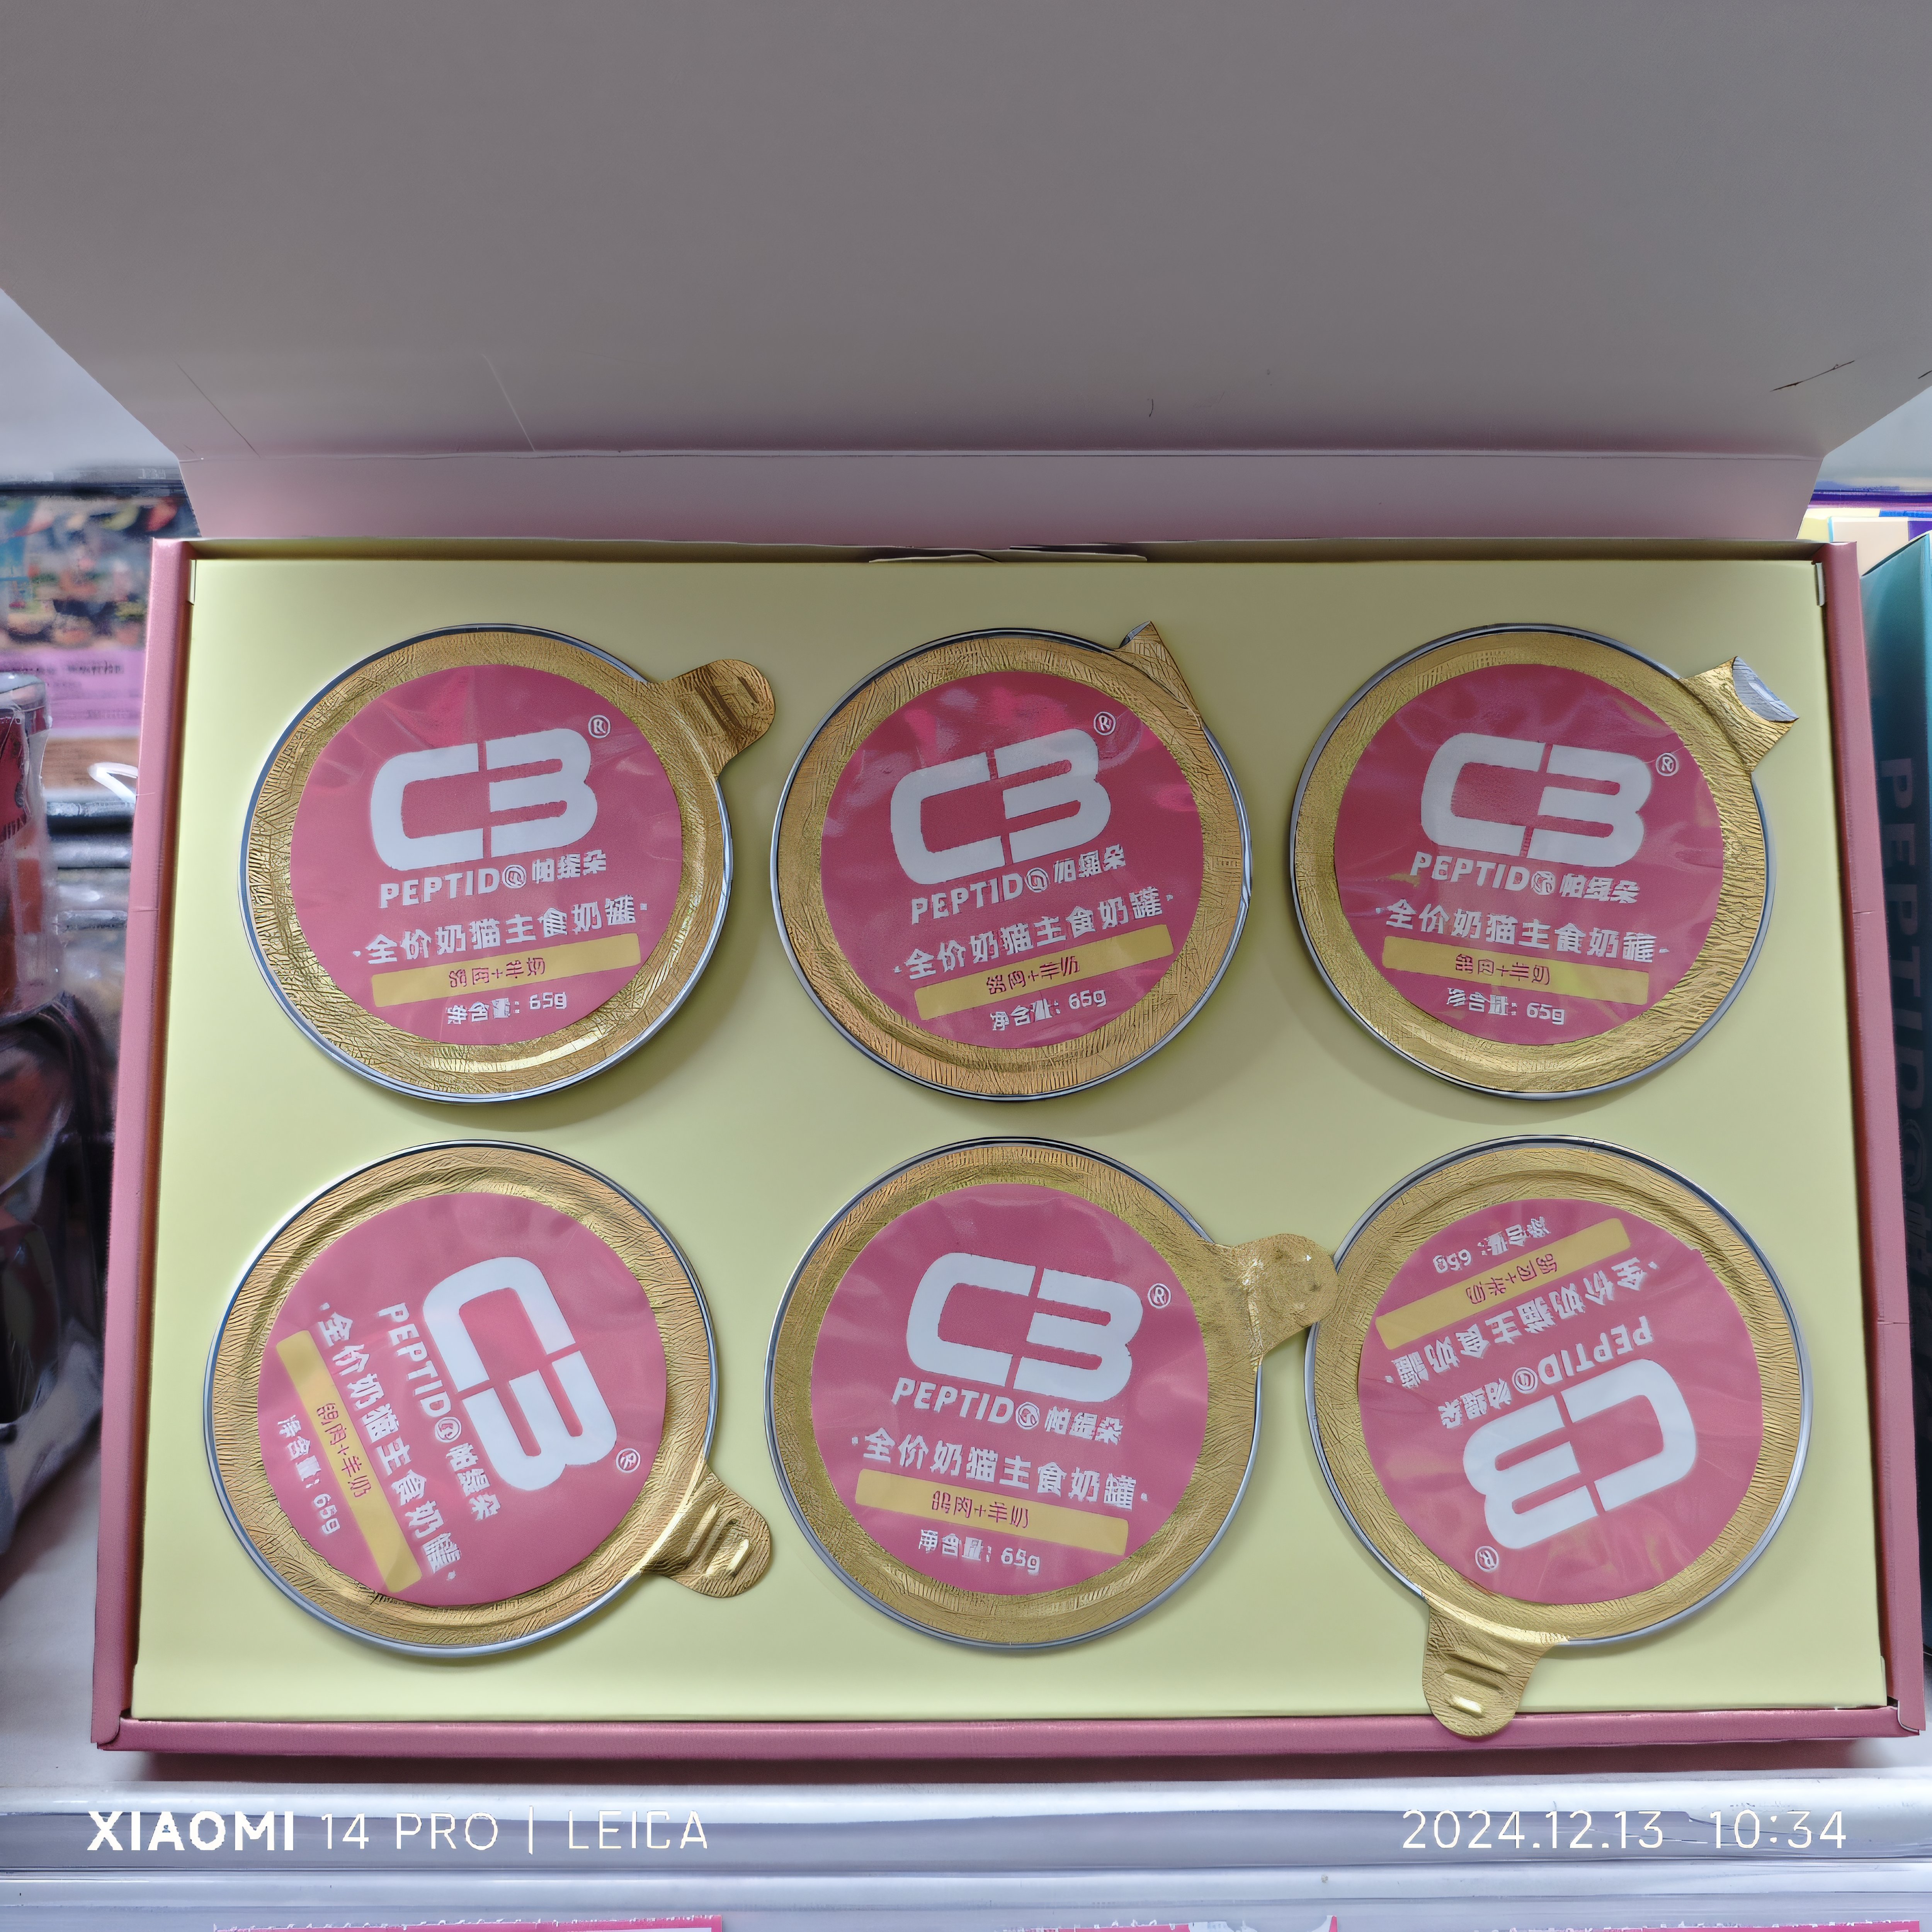 C3®
PEPTIDO 帕缇朵
·全价奶猫主食奶罐·
鸽肉+羊奶
净含量：65g
C3®
PEPTIDO 帕缇朵
·全价奶猫主食奶罐·
鸽肉+羊奶
净含量：65g
C3®
PEPTIDO 帕缇朵
·全价奶猫主食奶罐·
鸽肉+羊奶
净含量：65g
C3®
PEPTIDO 帕缇朵
·全价奶猫主食奶罐·
鸽肉+羊奶
净含量：65g
C3®
PEPTIDO 帕缇朵
·全价奶猫主食奶罐·
鸽肉+羊奶
净含量：65g
C3®
PEPTIDO 帕缇朵
·全价奶猫主食奶罐·
鸽肉+羊奶
净含量：65g
XIAOMI 14 PRO | LEICA
2024.12.13 10:34